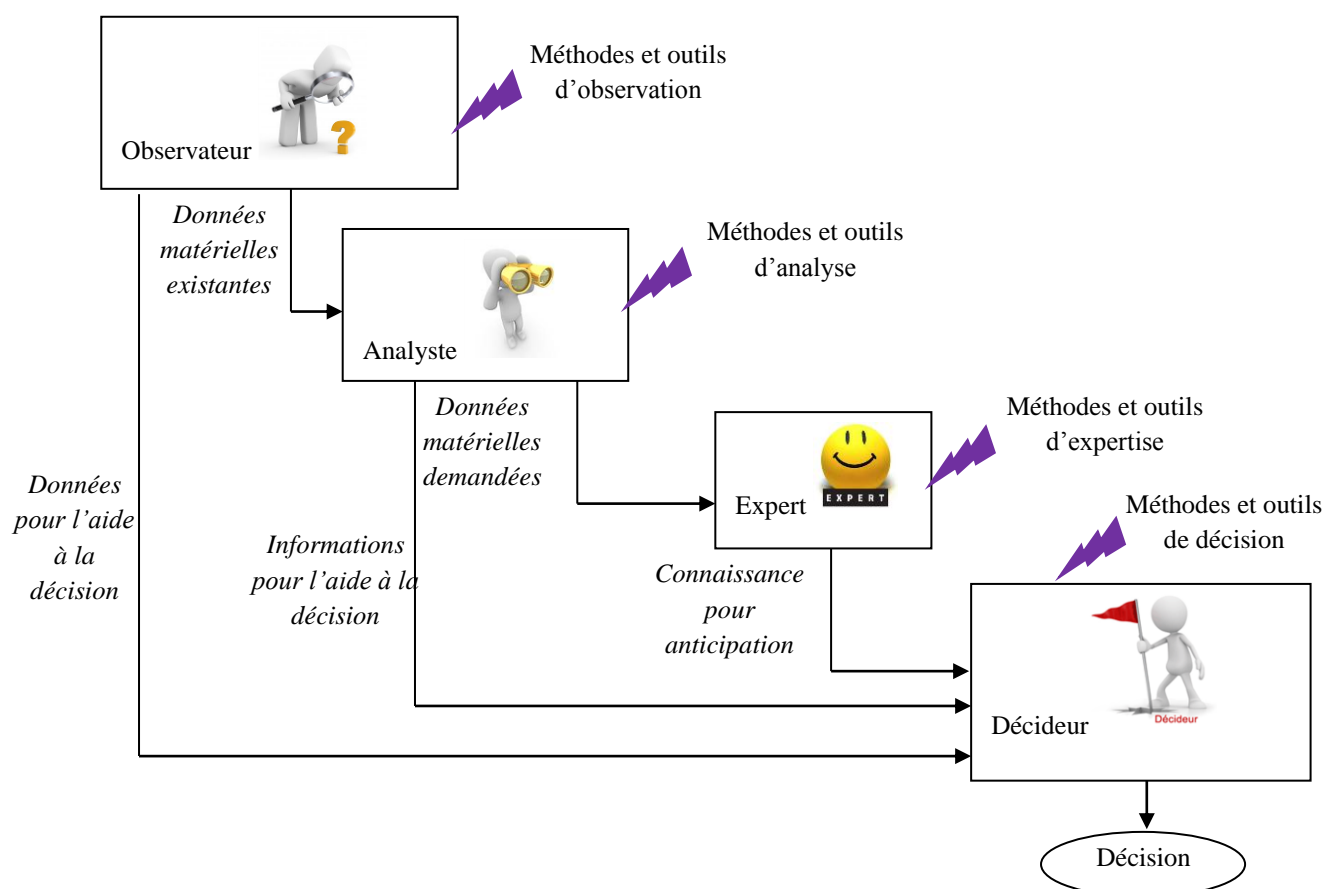 Méthodes et outils
d'observation
Observateur
Données
matérielles
existantes
Méthodes et outils
d'analyse
Analyste
Données
matérielles
demandées
Méthodes et outils
d'expertise
EXPERT
Expert
Données
pour l'aide
à la
décision
Informations
pour l'aide à la
décision
Connaissance
pour
anticipation
Méthodes et outils
de décision
Décideur
Décideur
Décision